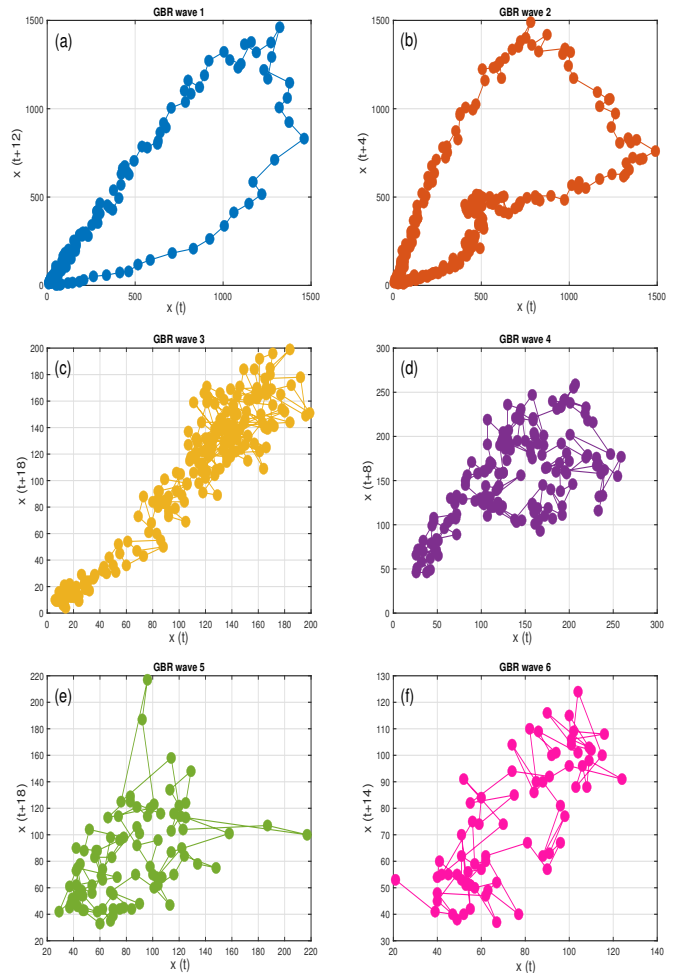 GBR wave 1
(a)
1500
1000
500
0
x (t+12)
0 500 1000 1500
x (t)
GBR wave 2
(b)
1500
1000
500
0
x (t+4)
0 500 1000 1500
x (t)
GBR wave 3
(c)
200
180
160
140
120
100
80
60
40
20
0
x (t+18)
0 20 40 60 80 100 120 140 160 180 200
x (t)
GBR wave 4
(d)
300
250
200
150
100
50
0
x (t+8)
0 50 100 150 200 250 300
x (t)
GBR wave 5
(e)
220
200
180
160
140
120
100
80
60
40
20
x (t+18)
20 40 60 80 100 120 140 160 180 200 220
x (t)
GBR wave 6
(f)
130
120
110
100
90
80
70
60
50
40
30
x (t+14)
20 40 60 80 100 120 140
x (t)